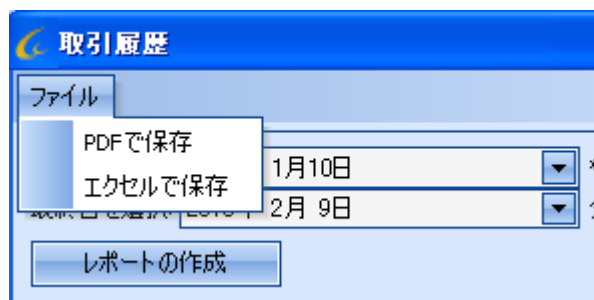 取引履歴
ファイル
PDFで保存
エクセルで保存
1月10日
2月 9日
レポートの作成